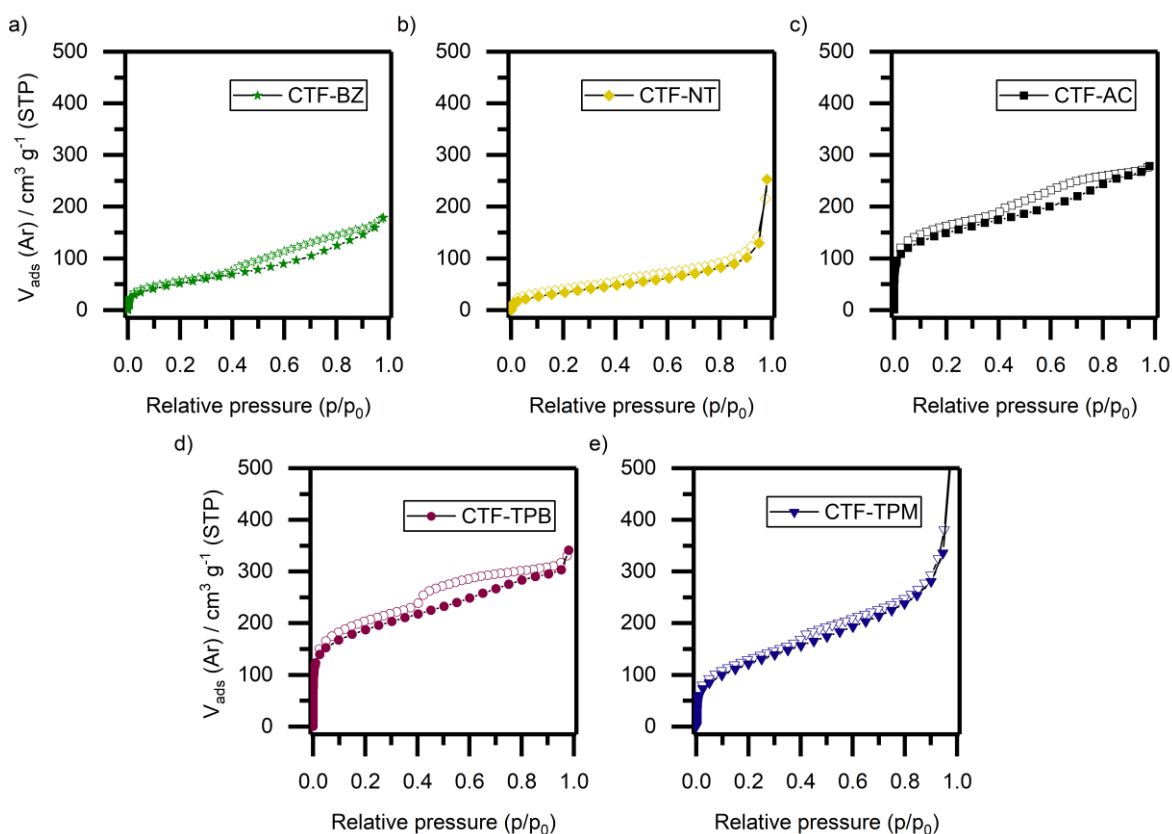 a)
b)
c)
500
400
300
200
100
0
V_ads (Ar) / cm³ g⁻¹ (STP)
CTF-BZ
0.0 0.2 0.4 0.6 0.8 1.0
Relative pressure (p/p₀)
500
400
300
200
100
0
CTF-NT
0.0 0.2 0.4 0.6 0.8 1.0
Relative pressure (p/p₀)
500
400
300
200
100
0
CTF-AC
0.0 0.2 0.4 0.6 0.8 1.0
Relative pressure (p/p₀)
d)
e)
500
400
300
200
100
0
V_ads (Ar) / cm³ g⁻¹ (STP)
CTF-TPB
0.0 0.2 0.4 0.6 0.8 1.0
Relative pressure (p/p₀)
500
400
300
200
100
0
CTF-TPM
0.0 0.2 0.4 0.6 0.8 1.0
Relative pressure (p/p₀)